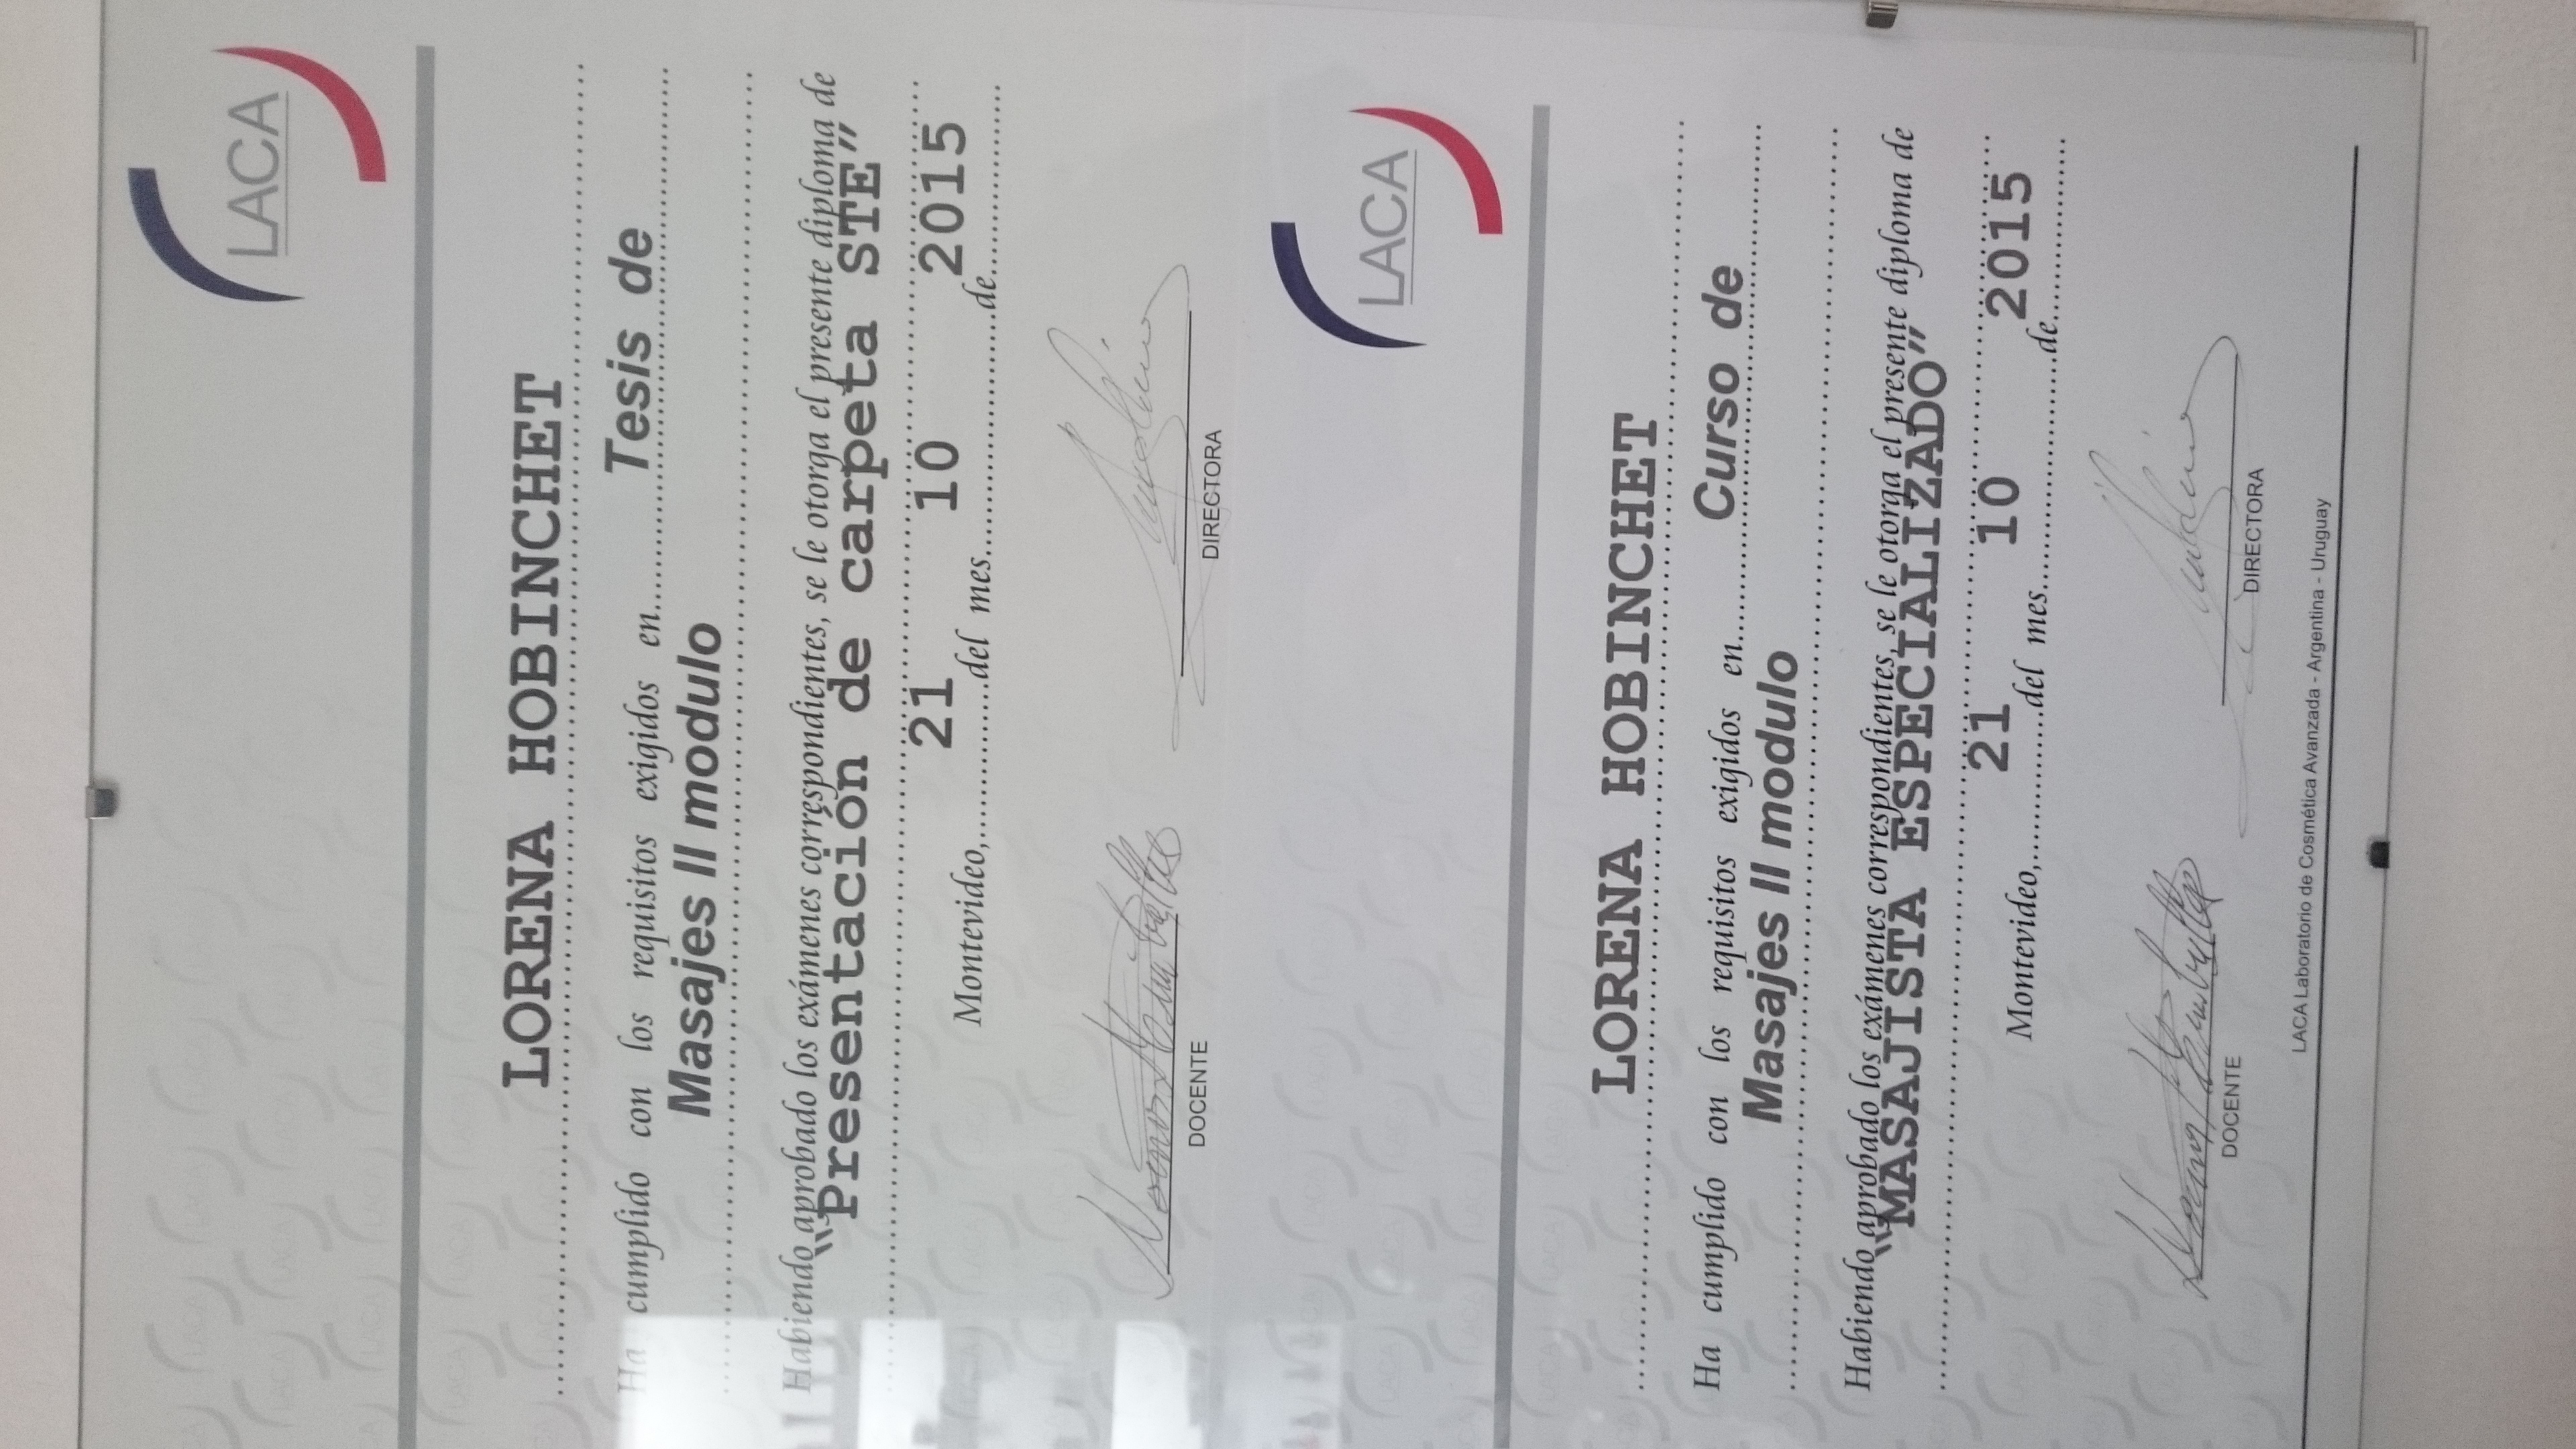 LACA
LORENA HOBINCHET
Ha cumplido con los requisitos exigidos en Tesis de
Masajes II modulo
Habiendo aprobado los exámenes correspondientes, se le otorga el presente diploma de
"Presentación de carpeta STE"
Montevideo, 21 del mes 10 de 2015
DOCENTE DIRECTORA
LACA
LORENA HOBINCHET
Ha cumplido con los requisitos exigidos en Curso de
Masajes II modulo
Habiendo aprobado los exámenes correspondientes, se le otorga el presente diploma de
"MASAJISTA ESPECIALIZADO"
Montevideo, 21 del mes 10 de 2015
DOCENTE DIRECTORA
LACA Laboratorio de Cosmética Avanzada - Argentina - Uruguay